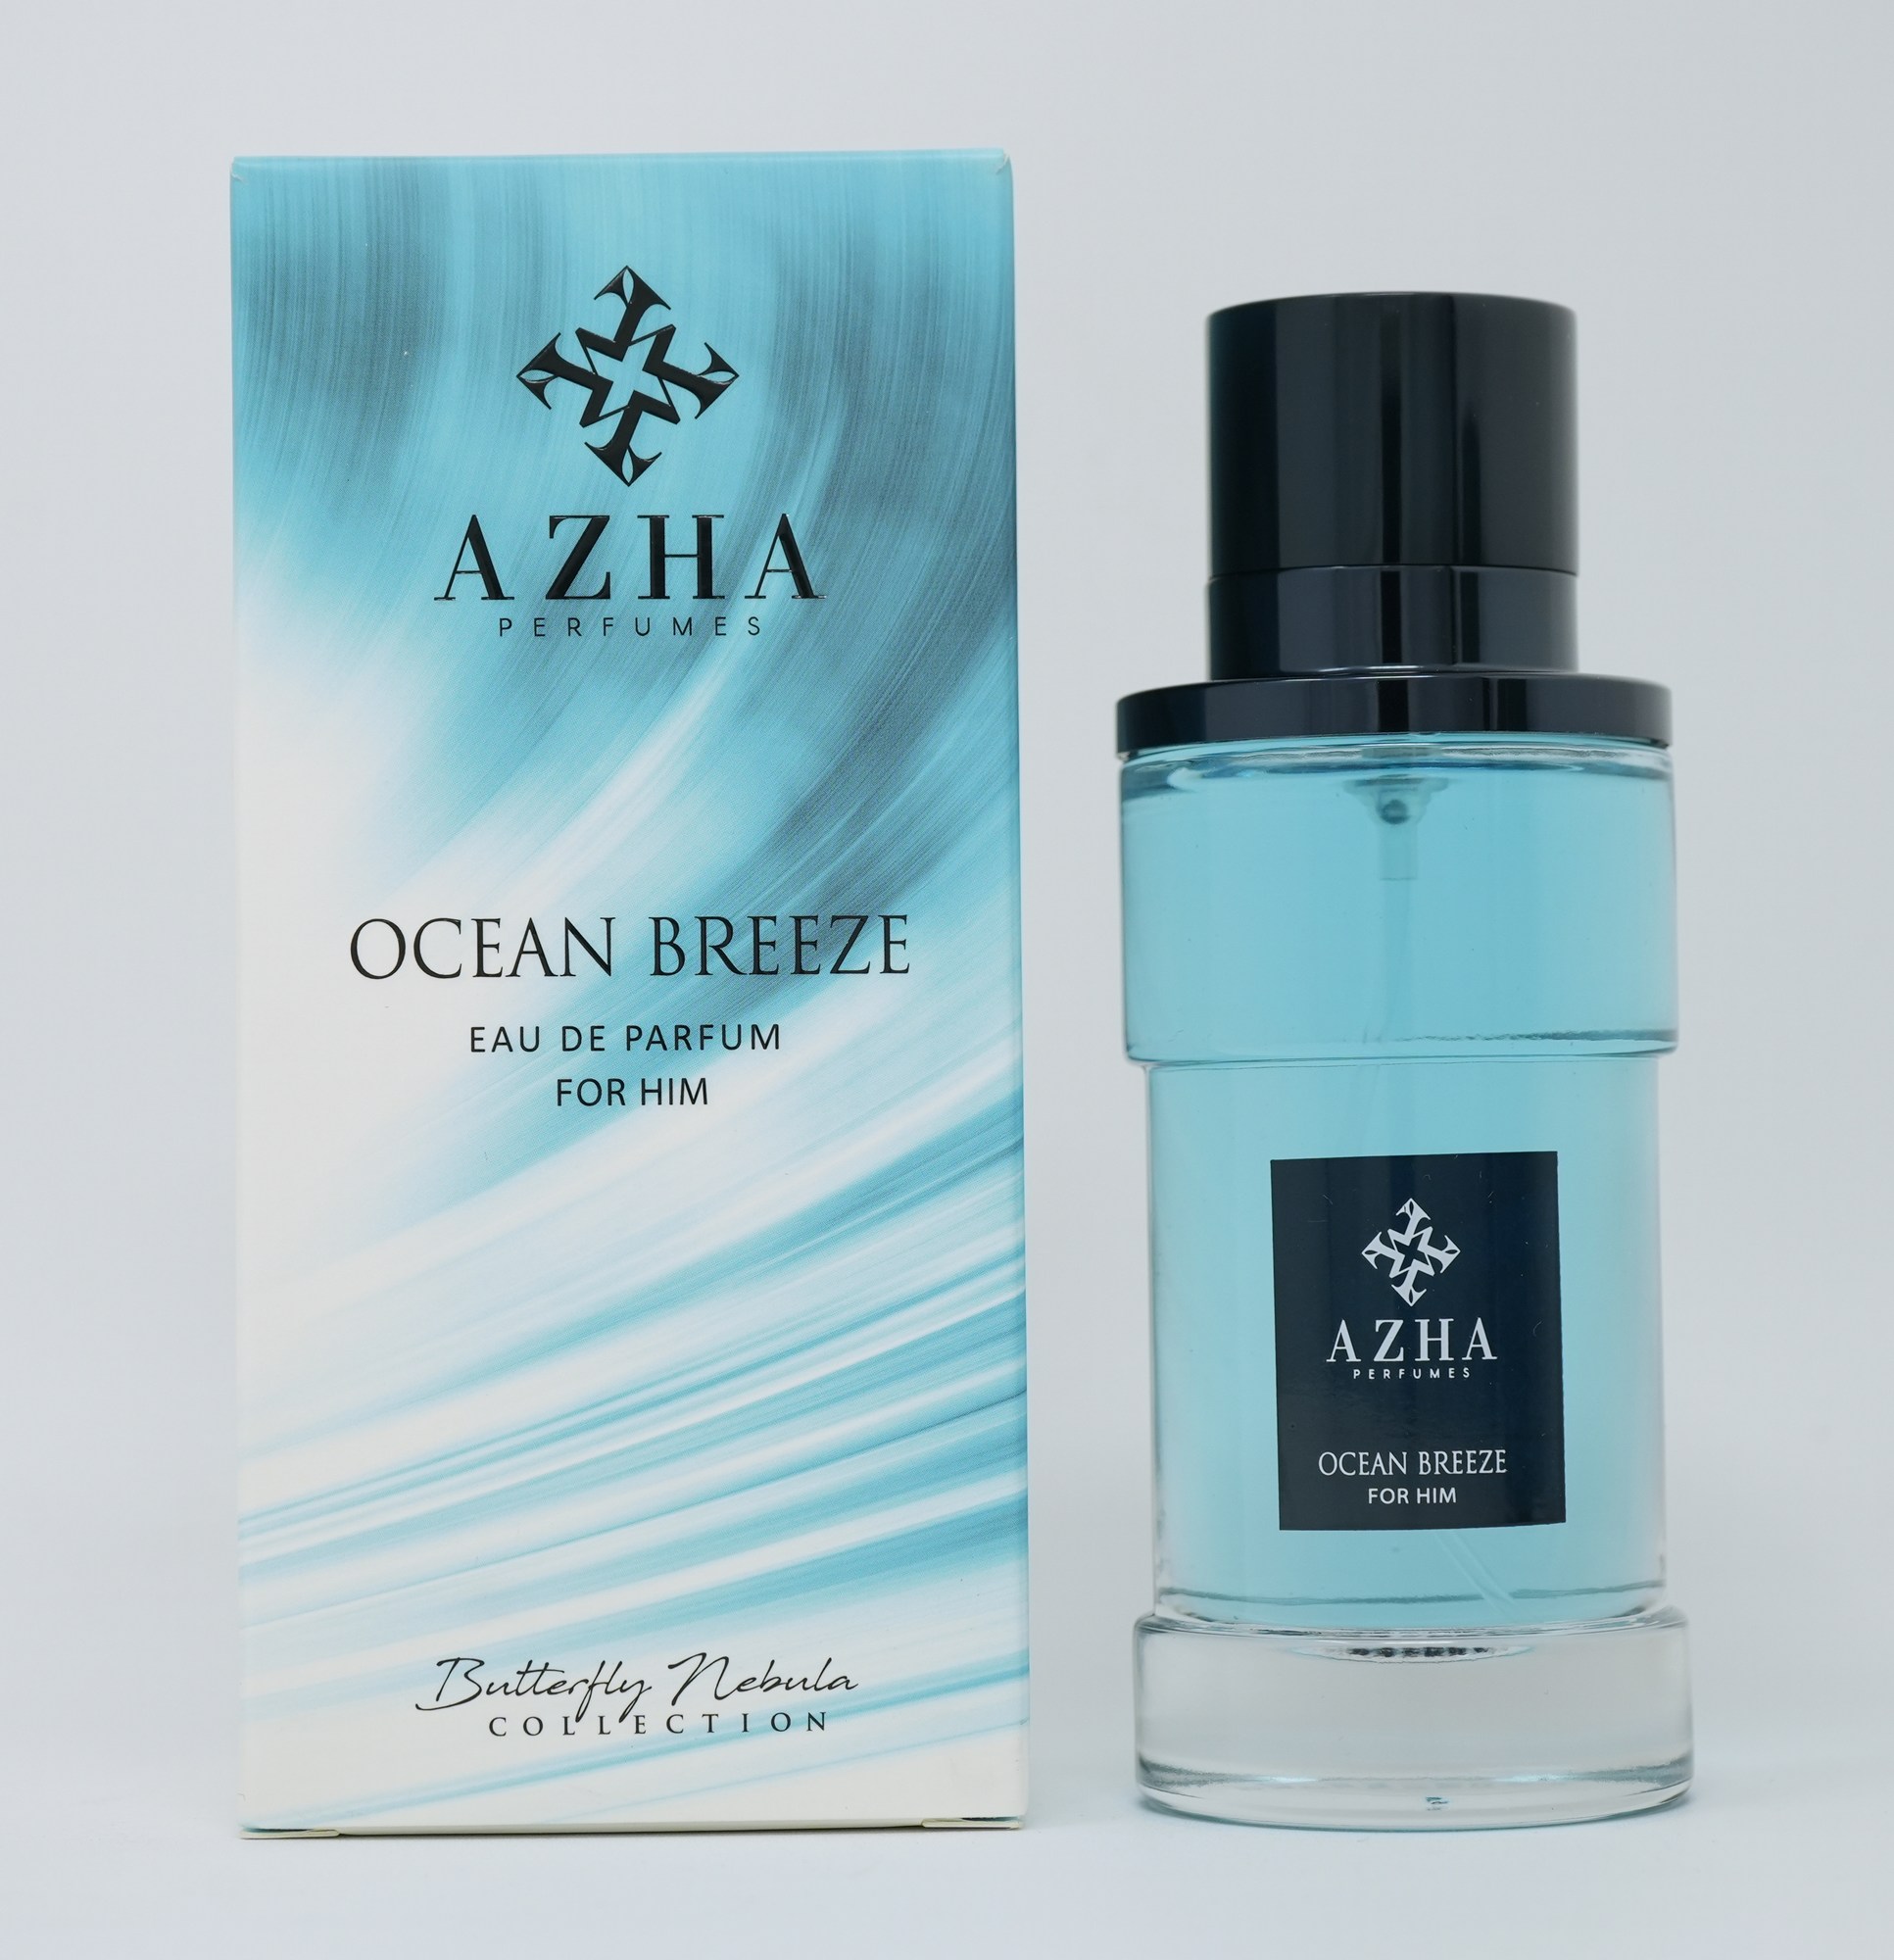 AZHA
PERFUMES
OCEAN BREEZE
EAU DE PARFUM
FOR HIM
Butterfly Nebula
COLLECTION
AZHA
PERFUMES
OCEAN BREEZE
FOR HIM